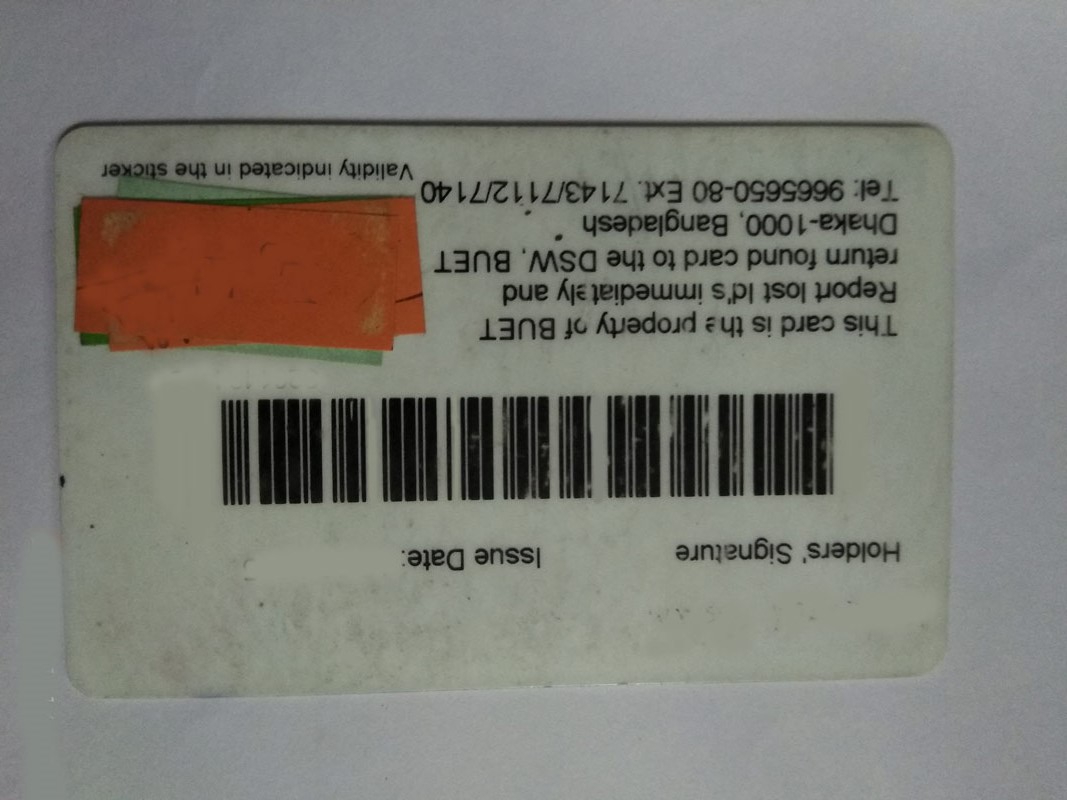 Holders' Signature
Issue Date:
This card is the property of BUET
Report lost Id's immediately and
return found card to the DSW, BUET
Dhaka-1000, Bangladesh
Tel: 9665650-80 Ext. 7143/7112/7140
Validity indicated in the sticker